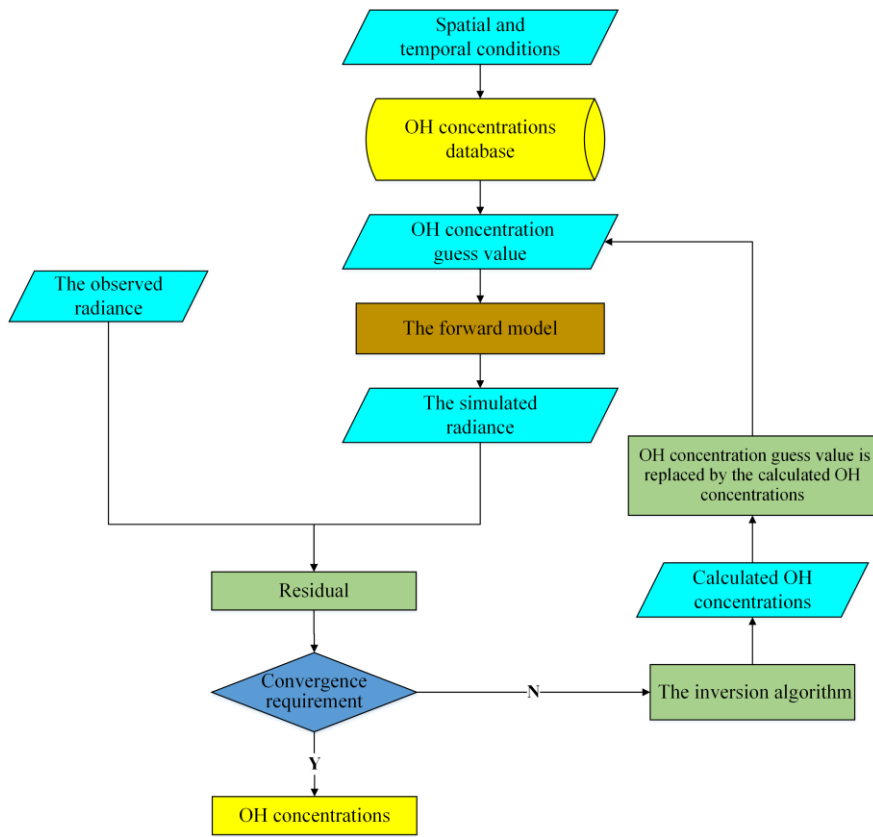 Spatial and
temporal conditions
OH concentrations
database
OH concentration
guess value
The observed
radiance
The forward model
The simulated
radiance
OH concentration guess value is
replaced by the calculated OH
concentrations
Residual
Calculated OH
concentrations
Convergence
requirement
N
The inversion algorithm
Y
OH concentrations